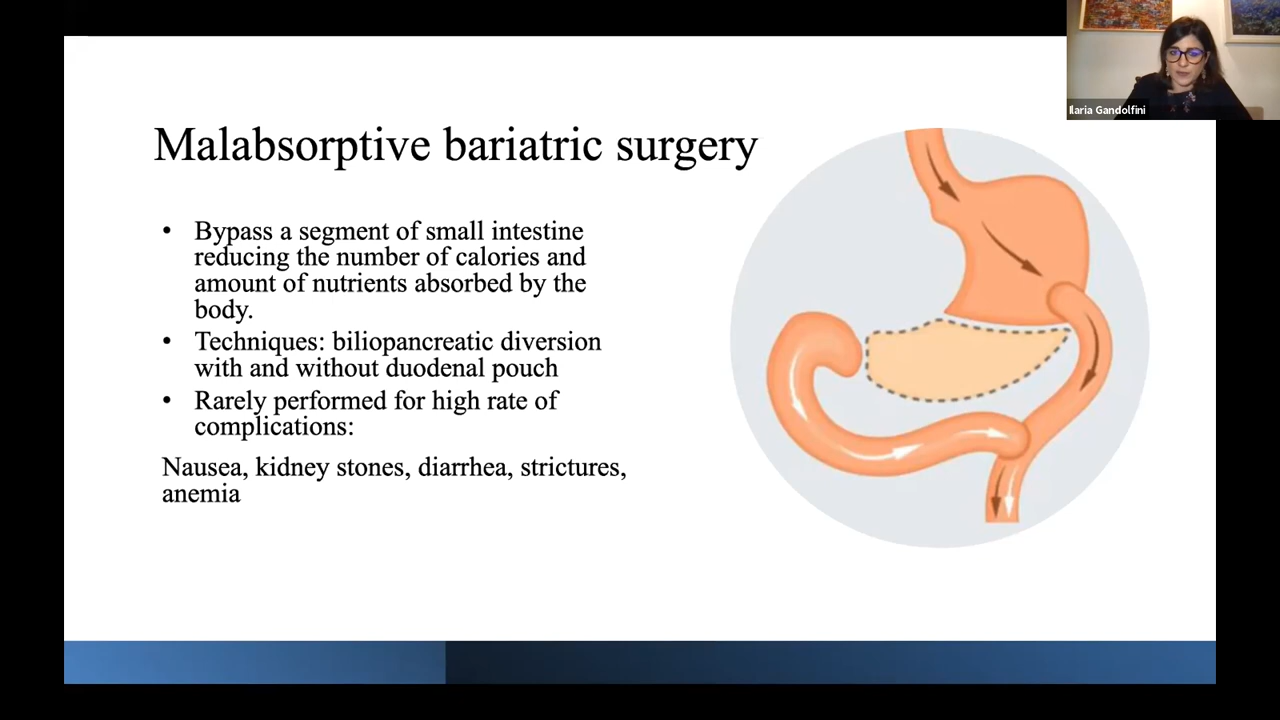 Ilaria Gandolfini
Malabsorptive bariatric surgery
• Bypass a segment of small intestine
reducing the number of calories and
amount of nutrients absorbed by the
body.
• Techniques: biliopancreatic diversion
with and without duodenal pouch
• Rarely performed for high rate of
complications:
Nausea, kidney stones, diarrhea, strictures,
anemia